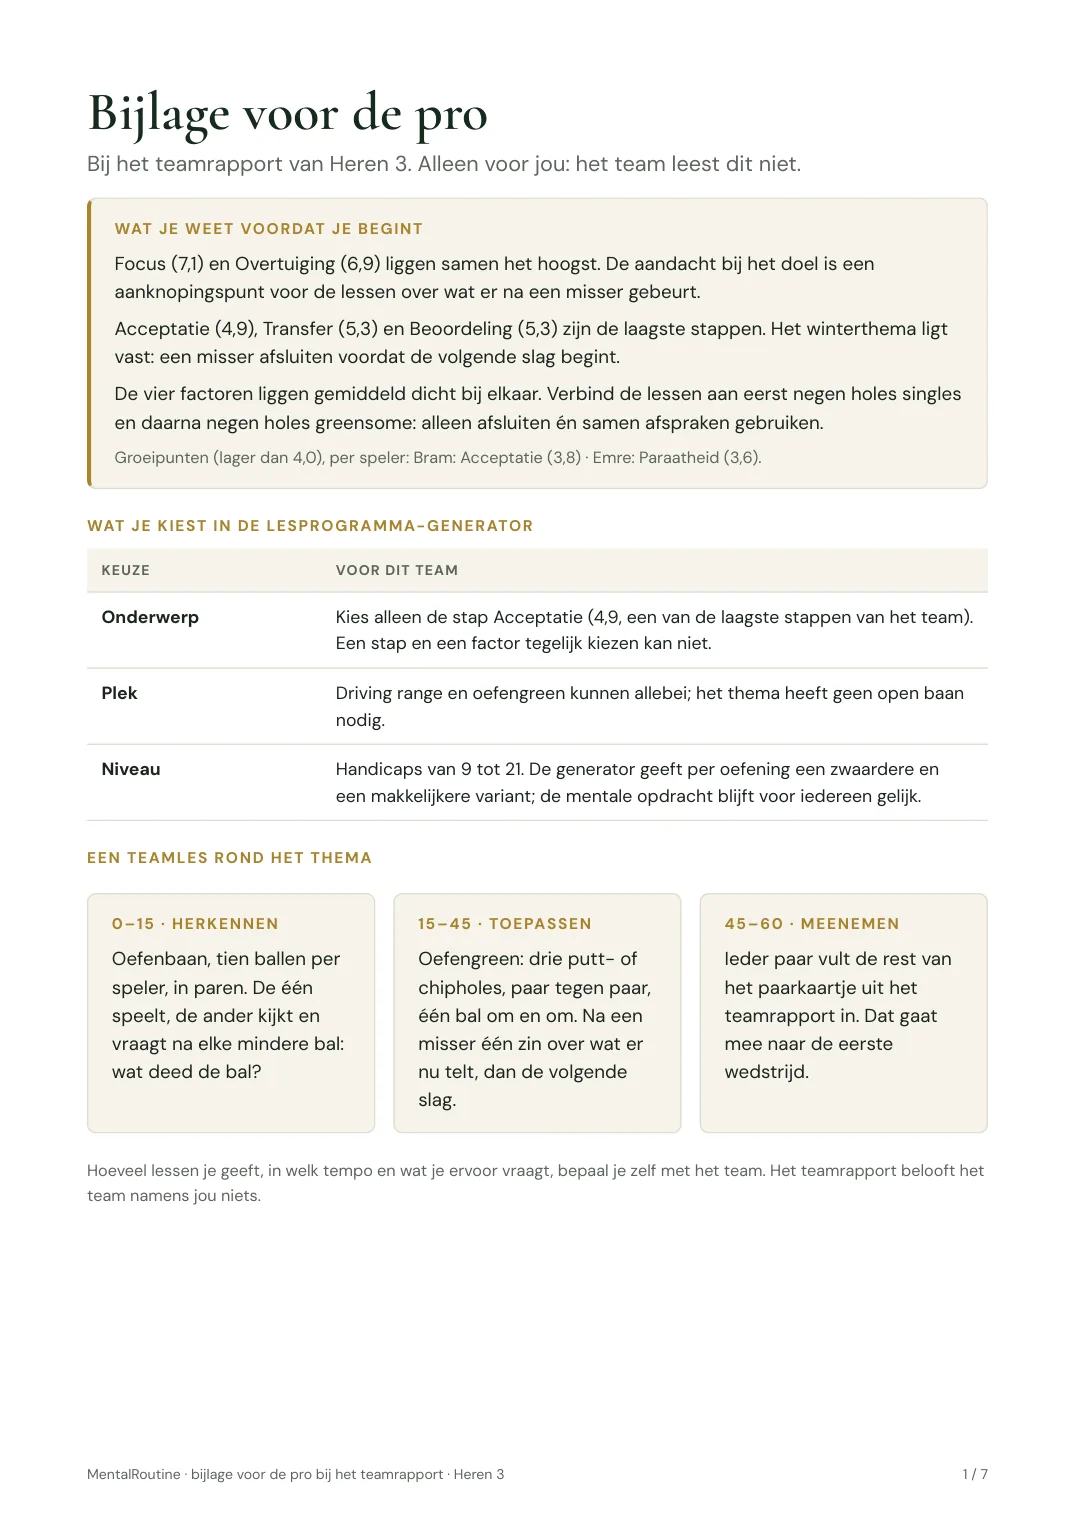 Bijlage voor de pro
Bij het teamrapport van Heren 3. Alleen voor jou: het team leest dit niet.
WAT JE WEET VOORDAT JE BEGINT
Focus (7,1) en Overtuiging (6,9) liggen samen het hoogst. De aandacht bij het doel is een
aanknopingspunt voor de lessen over wat er na een misser gebeurt.
Acceptatie (4,9), Transfer (5,3) en Beoordeling (5,3) zijn de laagste stappen. Het winterthema ligt
vast: een misser afsluiten voordat de volgende slag begint.
De vier factoren liggen gemiddeld dicht bij elkaar. Verbind de lessen aan eerst negen holes singles
en daarna negen holes greensome: alleen afsluiten én samen afspraken gebruiken.
Groeipunten (lager dan 4,0), per speler: Bram: Acceptatie (3,8) · Emre: Paraatheid (3,6).
WAT JE KIEST IN DE LESPROGRAMMA-GENERATOR
KEUZE
VOOR DIT TEAM
Onderwerp
Kies alleen de stap Acceptatie (4,9, een van de laagste stappen van het team).
Een stap en een factor tegelijk kiezen kan niet.
Plek
Driving range en oefengreen kunnen allebei; het thema heeft geen open baan
nodig.
Niveau
Handicaps van 9 tot 21. De generator geeft per oefening een zwaardere en
een makkelijkere variant; de mentale opdracht blijft voor iedereen gelijk.
EEN TEAMLES ROND HET THEMA
0–15 · HERKENNEN
Oefenbaan, tien ballen per
speler, in paren. De één
speelt, de ander kijkt en
vraagt na elke mindere bal:
wat deed de bal?
15–45 · TOEPASSEN
Oefengreen: drie putt- of
chipholes, paar tegen paar,
één bal om en om. Na een
misser één zin over wat er
nu telt, dan de volgende
slag.
45–60 · MEENEMEN
Ieder paar vult de rest van
het paarkaartje uit het
teamrapport in. Dat gaat
mee naar de eerste
wedstrijd.
Hoeveel lessen je geeft, in welk tempo en wat je ervoor vraagt, bepaal je zelf met het team. Het teamrapport belooft het
team namens jou niets.
MentalRoutine · bijlage voor de pro bij het teamrapport · Heren 3
1 / 7